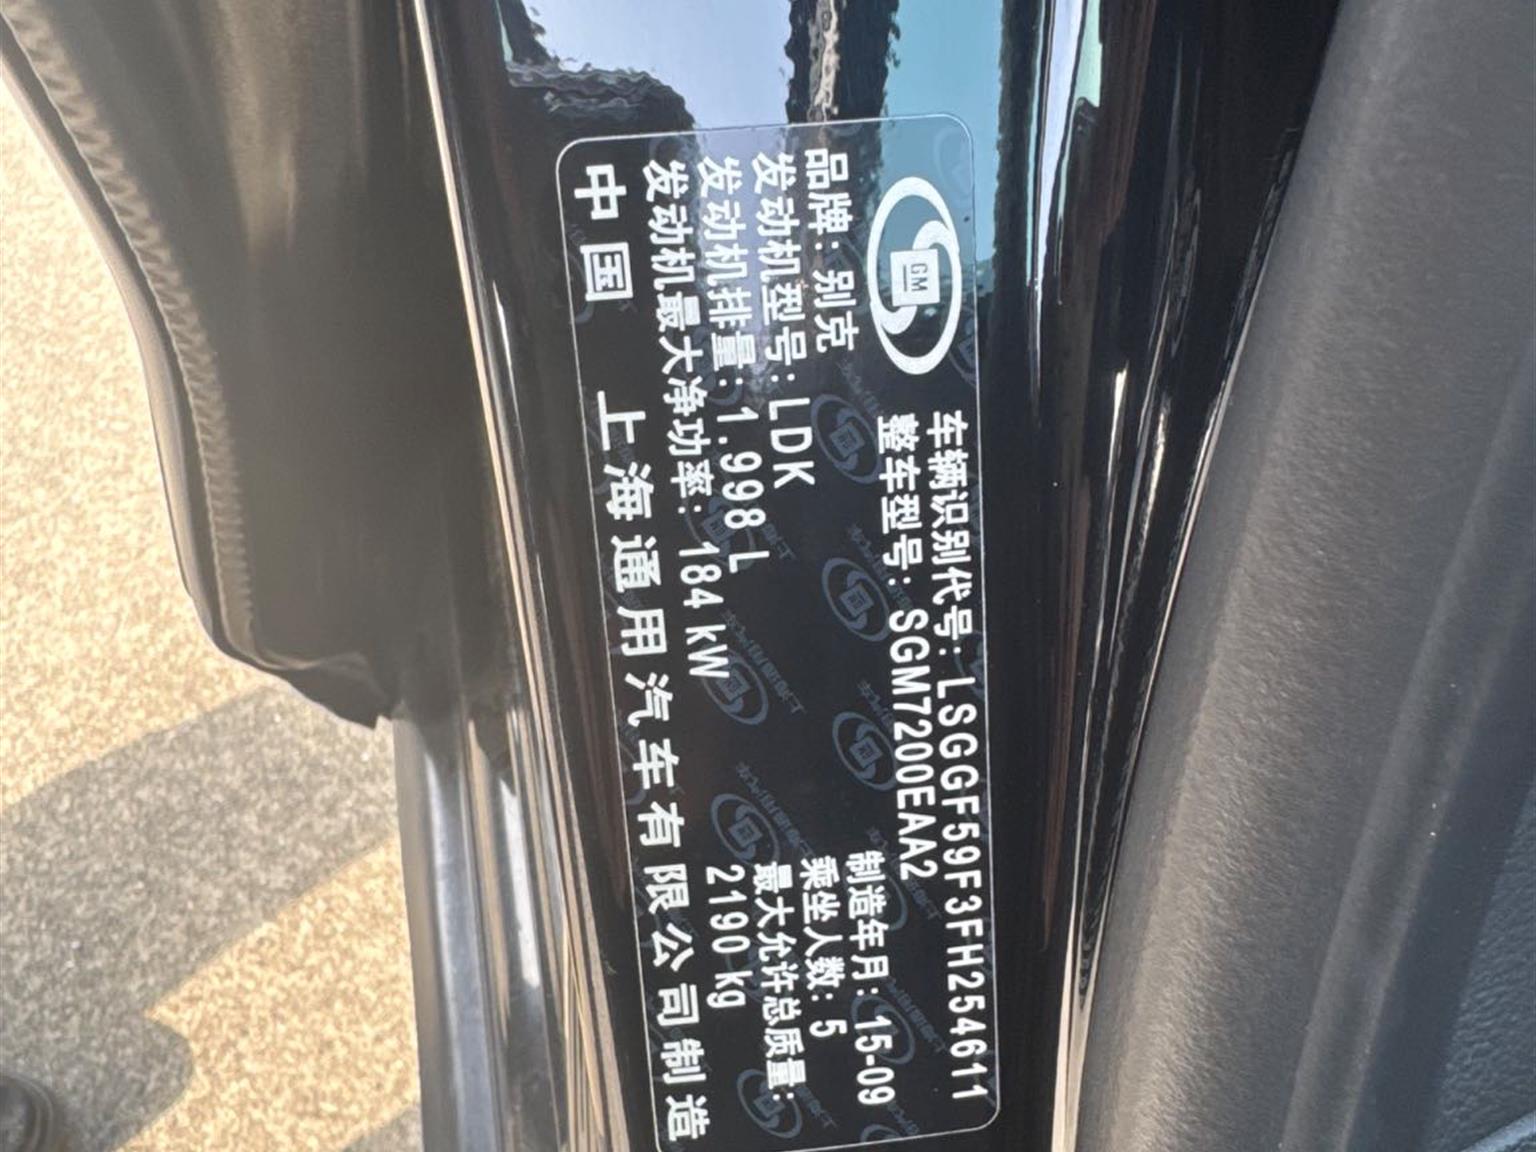 GM
车辆识别代号: LSGGF59F3FH254611
整车型号: SGM7200EAA2
品牌: 别克
发动机型号: LDK
发动机排量: 1.998 L
发动机最大净功率: 184 kW
制造年月: 15-09
乘坐人数: 5
最大允许总质量:
2190 kg
中国 上海通用汽车有限公司制造